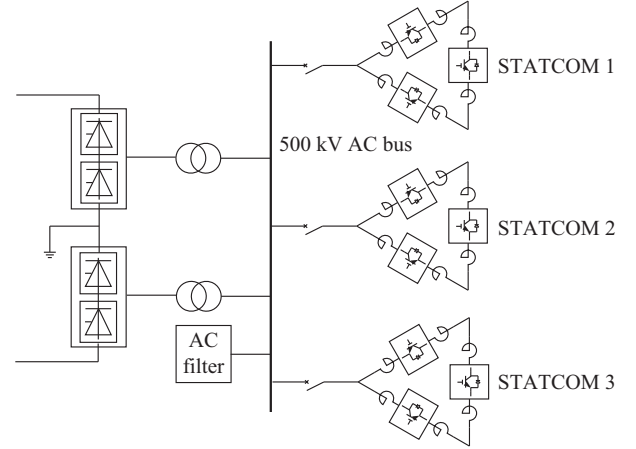 STATCOM 1
500 kV AC bus
STATCOM 2
AC
filter
STATCOM 3